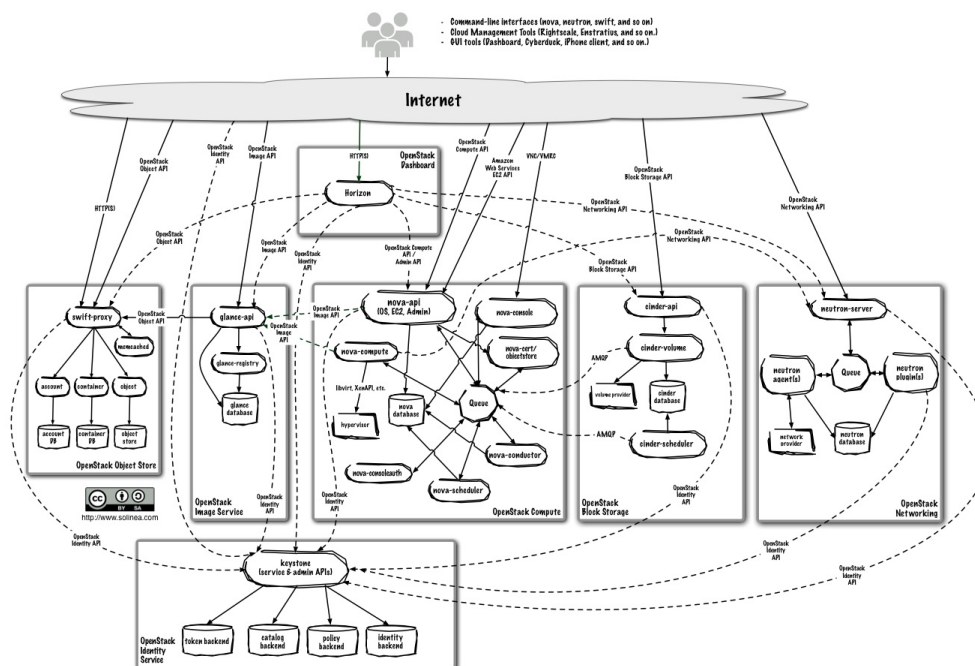 - Command-line interfaces (nova, neutron, swift, and so on)
- Cloud Management Tools (Rightscale, Enstratius, and so on.)
- GUI tools (Dashboard, Cyberduck, iPhone client, and so on.)
Internet
HTTP(S)
OpenStack
Object API
OpenStack
Identity
API
OpenStack
Image API
HTTP(S)
OpenStack
Dashboard
Horizon
OpenStack
Compute API
Amazon
Web Services
EC2 API
VNC/VMRC
OpenStack
Block Storage API
OpenStack
Networking API
OpenStack
Networking API
OpenStack
Object API
OpenStack
Image API
OpenStack
Identity
API
OpenStack Compute
API /
Admin API
OpenStack
Block Storage API
OpenStack
Networking API
swift-proxy
memcached
account
container
object
account
DB
container
DB
object
store
OpenStack Object Store
OpenStack
Object API
glance-api
glance-registry
glance
database
OpenStack
Image Service
OpenStack
Identity
API
OpenStack
Image API
OpenStack
Image
API
nova-api
(OS, EC2, Admin)
nova-console
nova-cert/
objectstore
nova-compute
libvirt, XenAPI, etc.
hypervisor
nova
database
Queue
nova-conductor
nova-consoleauth
nova-scheduler
OpenStack
Identity
API
OpenStack Compute
cinder-api
cinder-volume
AMQP
volume provider
cinder
database
AMQP
cinder-scheduler
OpenStack
Identity
API
OpenStack
Block Storage
neutron-server
neutron
agent(s)
Queue
neutron
plugin(s)
network
provider
neutron
database
OpenStack
Networking
CC
BY SA
http://www.solinea.com
OpenStack
Identity API
OpenStack
Identity
API
OpenStack
Identity
API
keystone
(service & admin APIs)
token backend
catalog
backend
policy
backend
identity
backend
OpenStack
Identity
Service